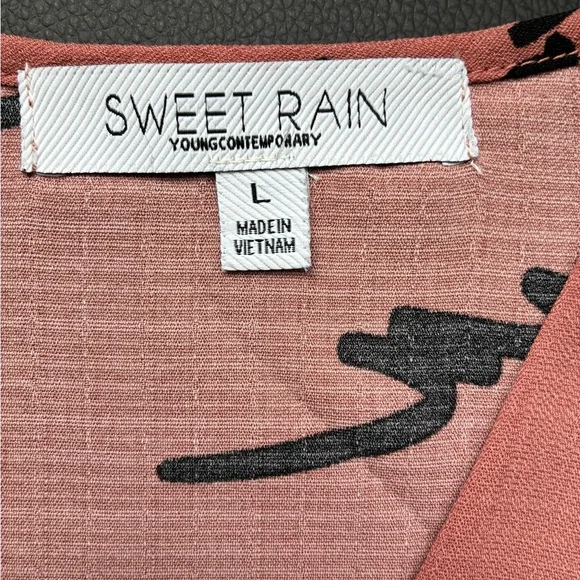 SWEET RAIN
YOUNGCONTEMPORARY
L
MADE IN
VIETNAM